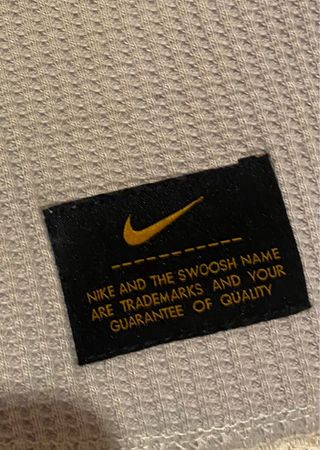 NIKE AND THE SWOOSH NAME
ARE TRADEMARKS AND YOUR
GUARANTEE OF QUALITY